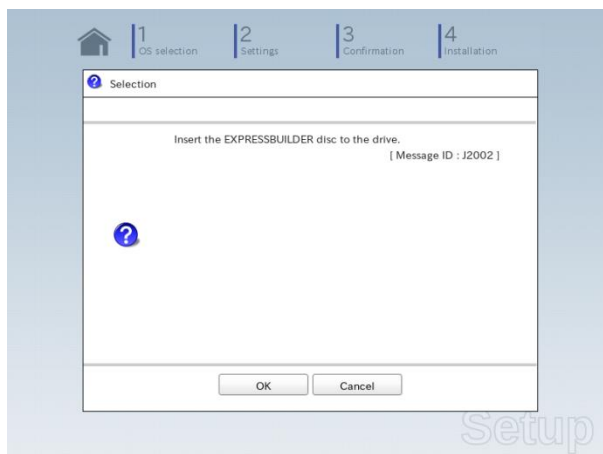 1
OS selection
2
Settings
3
Confirmation
4
Installation
Selection
Insert the EXPRESSBUILDER disc to the drive.
[ Message ID : J2002 ]
OK
Cancel
Setup